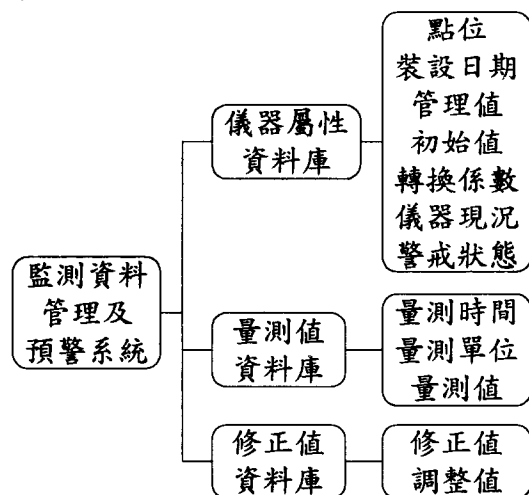 監測資料
管理及
預警系統
儀器屬性
資料庫
點位
裝設日期
管理值
初始值
轉換係數
儀器現況
警戒狀態
量測值
資料庫
量測時間
量測單位
量測值
修正值
資料庫
修正值
調整值